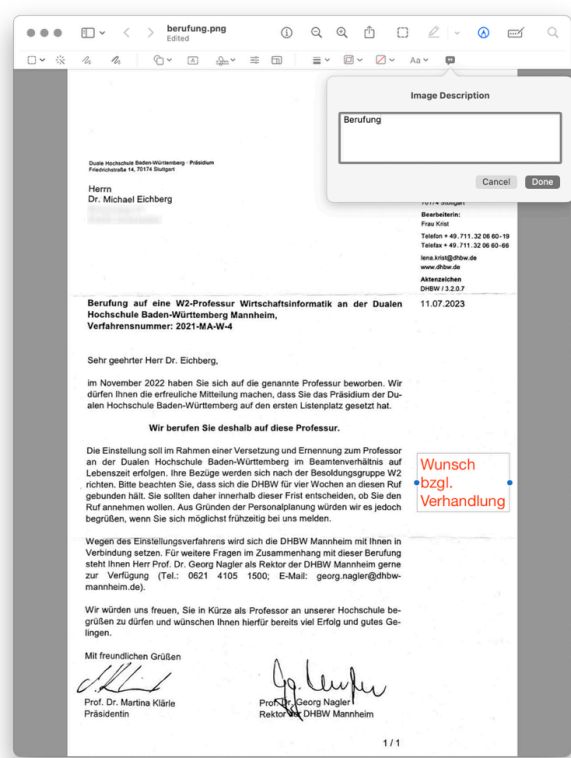 berufung.png
Edited
Aa
Image Description
Berufung
Cancel
Done
Duale Hochschule Baden-Württemberg · Präsidium
Friedrichstraße 14, 70174 Stuttgart
Herrn
Dr. Michael Eichberg
70174 Stuttgart
Bearbeiterin:
Frau Krist
Telefon + 49.711.32 06 60-19
Telefax + 49.711.32 06 60-66
lena.krist@dhbw.de
www.dhbw.de
Aktenzeichen
DHBW / 3.2.0.7
11.07.2023
Berufung auf eine W2-Professur Wirtschaftsinformatik an der Dualen
Hochschule Baden-Württemberg Mannheim,
Verfahrensnummer: 2021-MA-W-4
Sehr geehrter Herr Dr. Eichberg,
im November 2022 haben Sie sich auf die genannte Professur beworben. Wir
dürfen Ihnen die erfreuliche Mitteilung machen, dass Sie das Präsidium der Du-
alen Hochschule Baden-Württemberg auf den ersten Listenplatz gesetzt hat.
Wir berufen Sie deshalb auf diese Professur.
Die Einstellung soll im Rahmen einer Versetzung und Ernennung zum Professor
an der Dualen Hochschule Baden-Württemberg im Beamtenverhältnis auf
Lebenszeit erfolgen. Ihre Bezüge werden sich nach der Besoldungsgruppe W2
richten. Bitte beachten Sie, dass sich die DHBW für vier Wochen an diesen Ruf
gebunden hält. Sie sollten daher innerhalb dieser Frist entscheiden, ob Sie den
Ruf annehmen wollen. Aus Gründen der Personalplanung würden wir es jedoch
begrüßen, wenn Sie sich möglichst frühzeitig bei uns melden.
Wunsch
bzgl.
Verhandlung
Wegen des Einstellungsverfahrens wird sich die DHBW Mannheim mit Ihnen in
Verbindung setzen. Für weitere Fragen im Zusammenhang mit dieser Berufung
steht Ihnen Herr Prof. Dr. Georg Nagler als Rektor der DHBW Mannheim gerne
zur Verfügung (Tel.: 0621 4105 1500; E-Mail: georg.nagler@dhbw-
mannheim.de).
Wir würden uns freuen, Sie in Kürze als Professor an unserer Hochschule be-
grüßen zu dürfen und wünschen Ihnen hierfür bereits viel Erfolg und gutes Ge-
lingen.
Mit freundlichen Grüßen
Prof. Dr. Martina Klärle
Präsidentin
Prof. Dr. Georg Nagler
Rektor der DHBW Mannheim
1 / 1